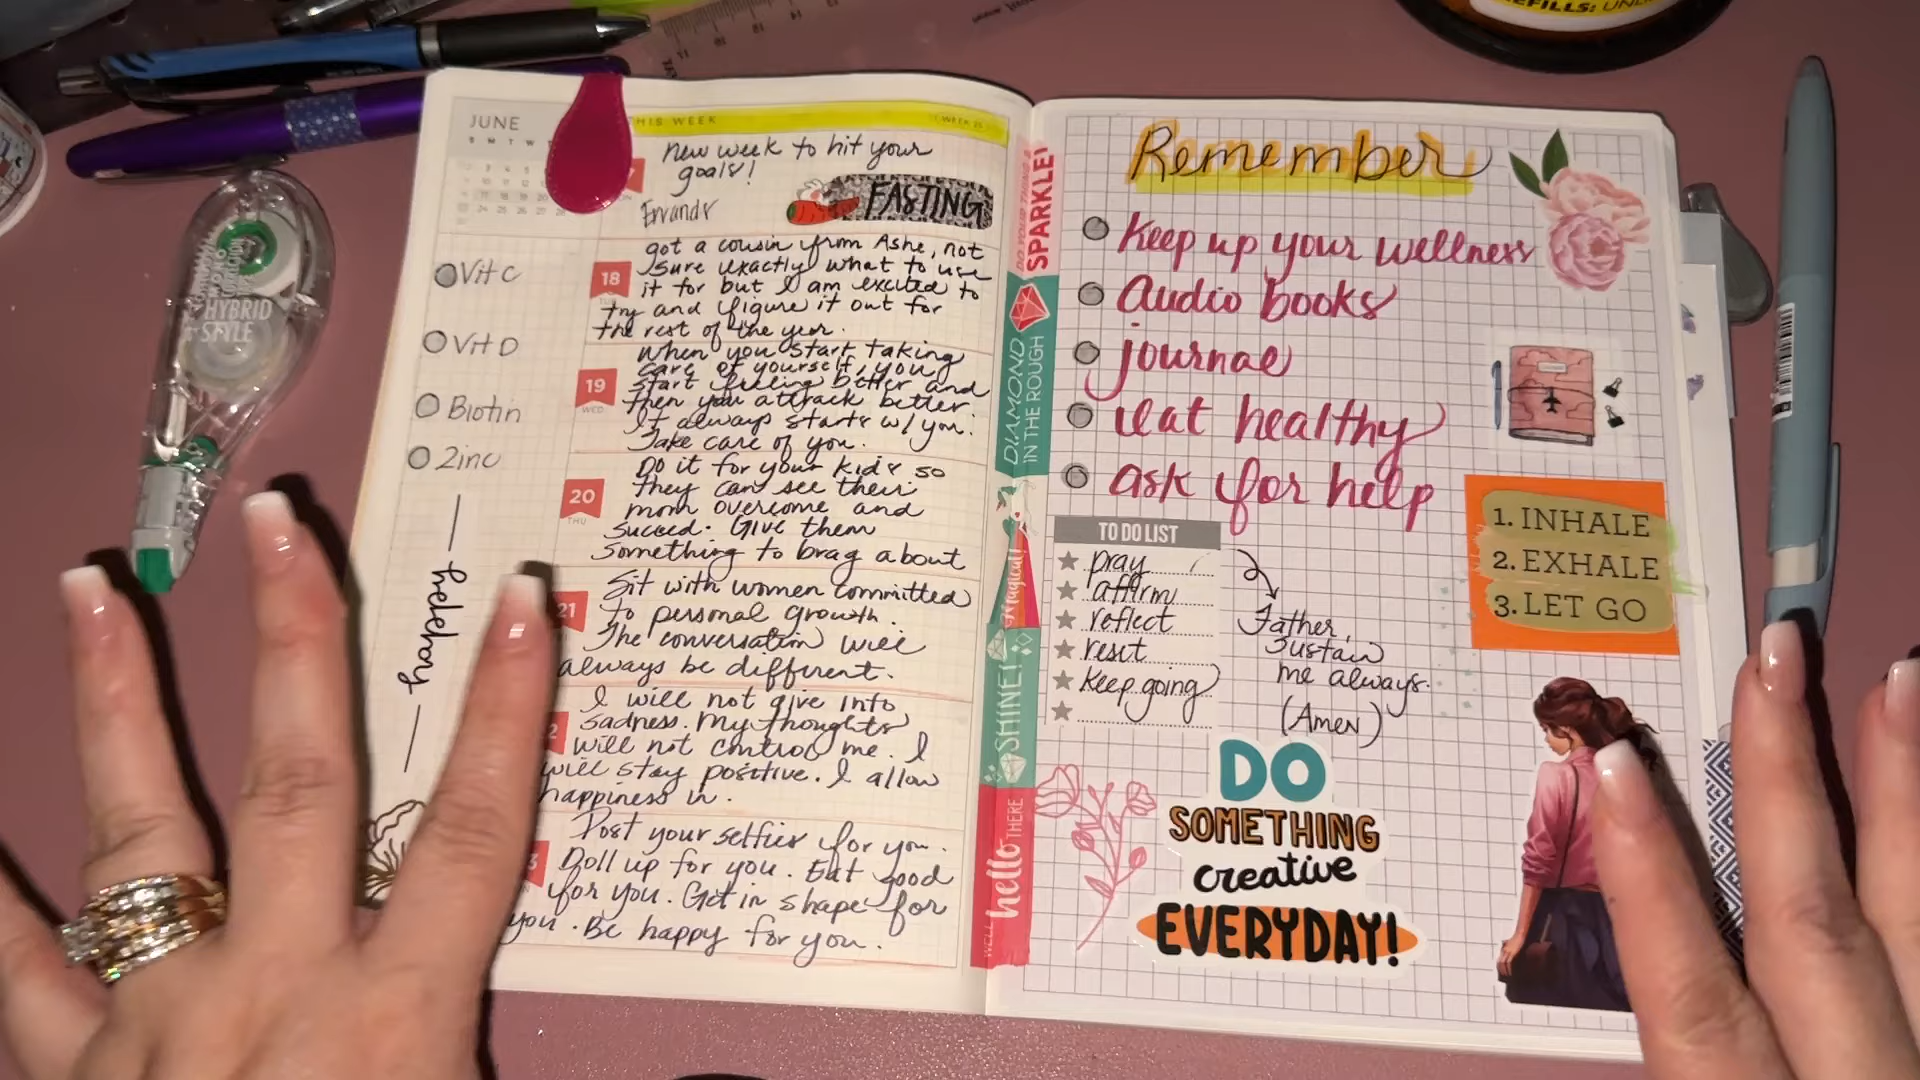 REFILLS:
JUNE
THIS WEEK
WEEK 25
S M T W
new week to hit your
goals!
Errands
FASTING
Vit C
Vit D
Biotin
Zinc
hldchry
18
got a cousin from Ashe, not
sure exactly what to use
it for but I am excited to
try and figure it out for
the rest of the year.
19
WED
When you start taking
care of yourself, you
start feeling better and
then you attrack better.
It always starts w/ you.
Take care of you.
20
THU
Do it for your kids so
they can see their
mom overcome and
succeed. Give them
something to brag about
21
Sit with women committed
to personal growth.
The conversation will
always be different.
I will not give into
sadness. My thoughts
will not control me. I
will stay positive. I allow
happiness in.
Post your selfies for you.
Doll up for you. Eat good
for you. Get in shape for
you. Be happy for you.
SPARKLE!
DIAMOND
IN THE ROUGH
Magical!
SHINE!
WELL hello THERE
Remember
Keep up your wellness
Audio books
journal
eat healthy
ask for help
TO DO LIST
pray
affirm
reflect
reset
Keep going
Father,
Sustain
me always.
(Amen)
1. INHALE
2. EXHALE
3. LET GO
DO
SOMETHING
creative
EVERYDAY!
HYBRID
STYLE